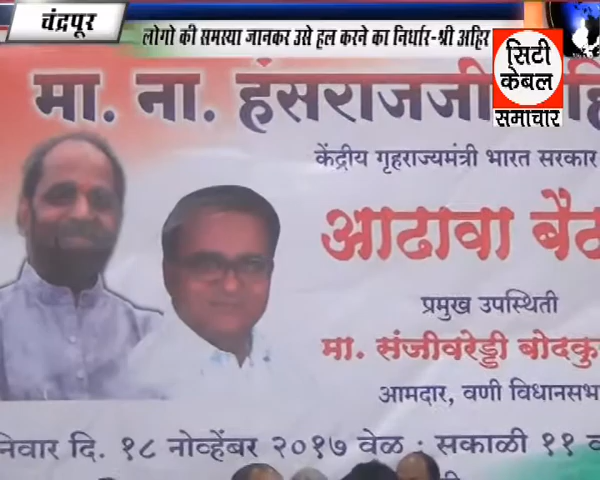 चंद्रपूर
लोगो की समस्या जानकर उसे हल करने का निर्धार-श्री अहिर
सिटी
केबल
समाचार
मा. ना. हंसराजजी
केंद्रीय गृहराज्यमंत्री भारत सरकार
आढावा
प्रमुख उपस्थिती
मा. संजीवरेड्डी
आमदार, वणी विधानसभा
दि. १८ नोव्हेंबर २०१७ वेळ : सकाळी ११